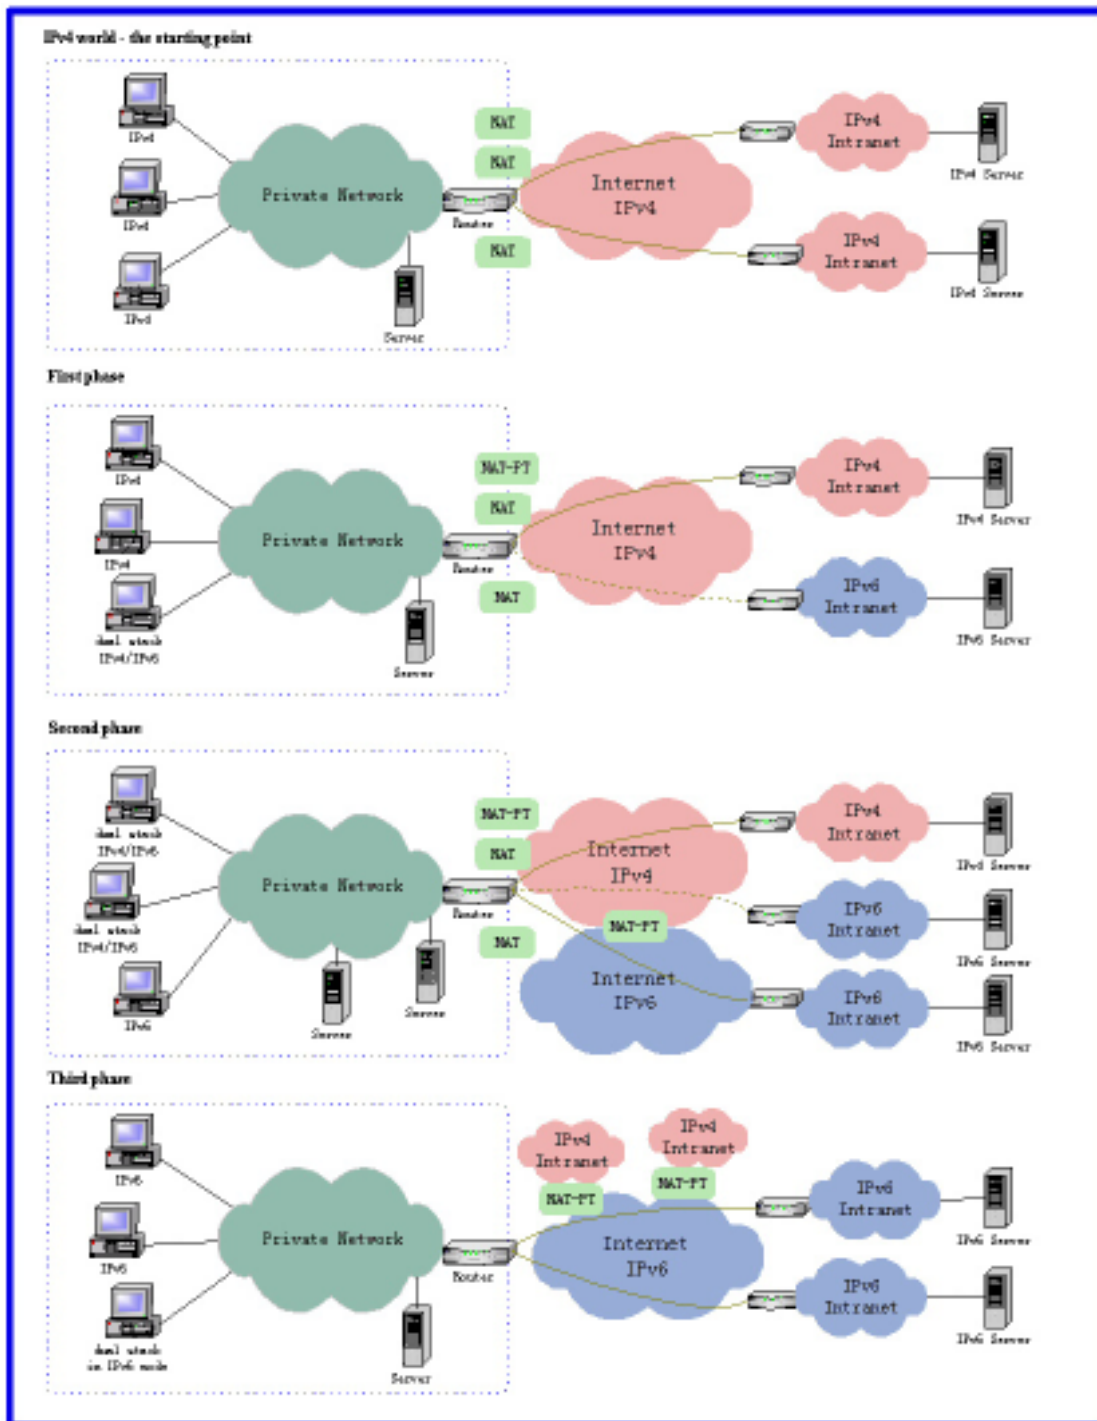 IPv4 world - the starting point
IPv4
IPv4
IPv4
Private Network
Server
NAT
NAT
NAT
Router
Internet
IPv4
IPv4
Intranet
IPv4 Server
IPv4
Intranet
IPv4 Server
First phase
IPv4
IPv4
dual stack
IPv4/IPv6
Private Network
Server
NAT-PT
NAT
NAT
Router
Internet
IPv4
IPv4
Intranet
IPv4 Server
IPv6
Intranet
IPv6 Server
Second phase
dual stack
IPv4/IPv6
dual stack
IPv4/IPv6
IPv6
Private Network
Server
Server
NAT-PT
NAT
NAT
Router
Internet
IPv4
NAT-PT
Internet
IPv6
IPv4
Intranet
IPv4 Server
IPv6
Intranet
IPv6 Server
IPv6
Intranet
IPv6 Server
Third phase
IPv6
IPv6
dual stack
in IPv6 mode
Private Network
Server
Router
IPv4
Intranet
IPv4
Intranet
NAT-PT
NAT-PT
Internet
IPv6
IPv6
Intranet
IPv6 Server
IPv6
Intranet
IPv6 Server